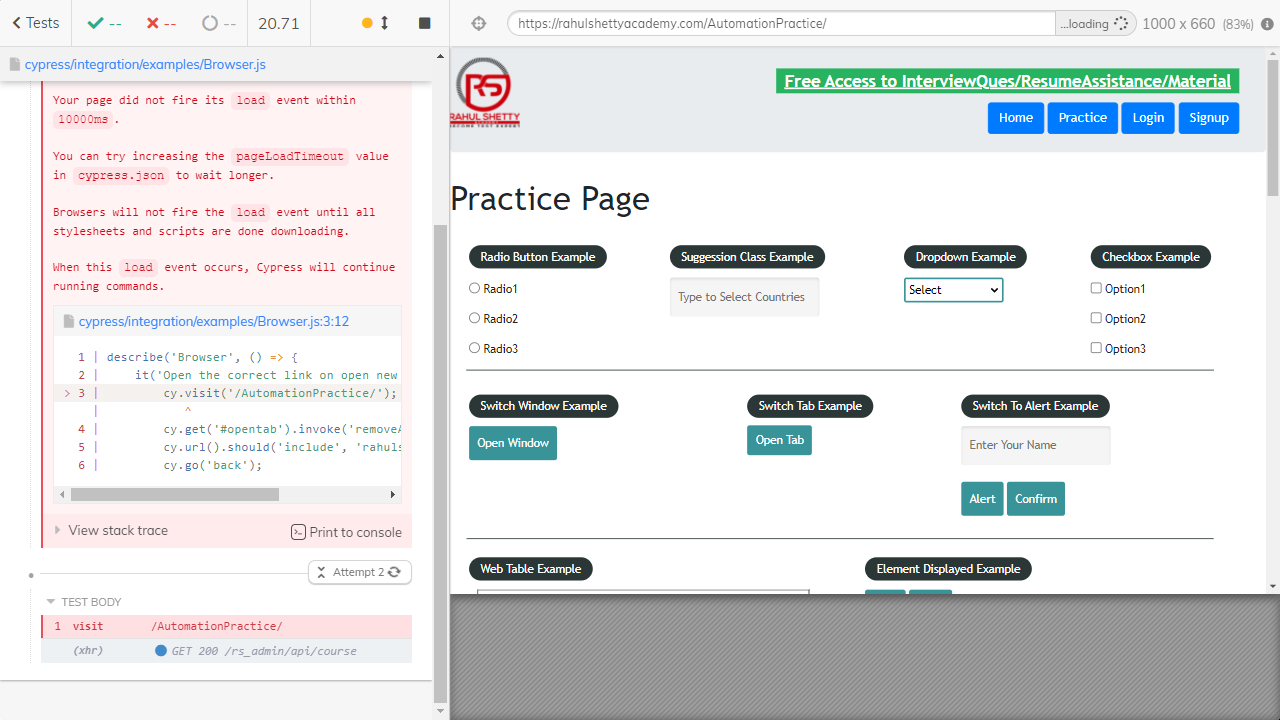 Tests
--
--
--
20.71
https://rahulshettyacademy.com/AutomationPractice/
...loading
1000 x 660 (83%)
cypress/integration/examples/Browser.js
Your page did not fire its load event within
10000ms.
You can try increasing the pageLoadTimeout value
in cypress.json to wait longer.
Browsers will not fire the load event until all
stylesheets and scripts are done downloading.
When this load event occurs, Cypress will continue
running commands.
cypress/integration/examples/Browser.js:3:12
1 | describe('Browser', () => {
2 | it('Open the correct link on open new
> 3 | cy.visit('/AutomationPractice/');
| ^
4 | cy.get('#opentab').invoke('removeA
5 | cy.url().should('include', 'rahuls
6 | cy.go('back');
View stack trace
Print to console
Attempt 2
TEST BODY
1 visit /AutomationPractice/
(xhr) GET 200 /rs_admin/api/course
RS
RAHUL SHETTY
ACADEMY
BECOME TEST EXPERT
Free Access to InterviewQues/ResumeAssistance/Material
Home
Practice
Login
Signup
Practice Page
Radio Button Example
Radio1
Radio2
Radio3
Suggession Class Example
Type to Select Countries
Dropdown Example
Select
Checkbox Example
Option1
Option2
Option3
Switch Window Example
Open Window
Switch Tab Example
Open Tab
Switch To Alert Example
Enter Your Name
Alert
Confirm
Web Table Example
Element Displayed Example